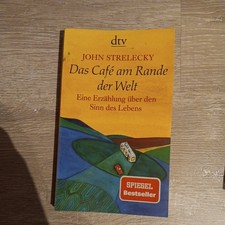 dtv
JOHN STRELECKY
Das Café am Rande
der Welt
Eine Erzählung über den
Sinn des Lebens
SPIEGEL
Bestseller